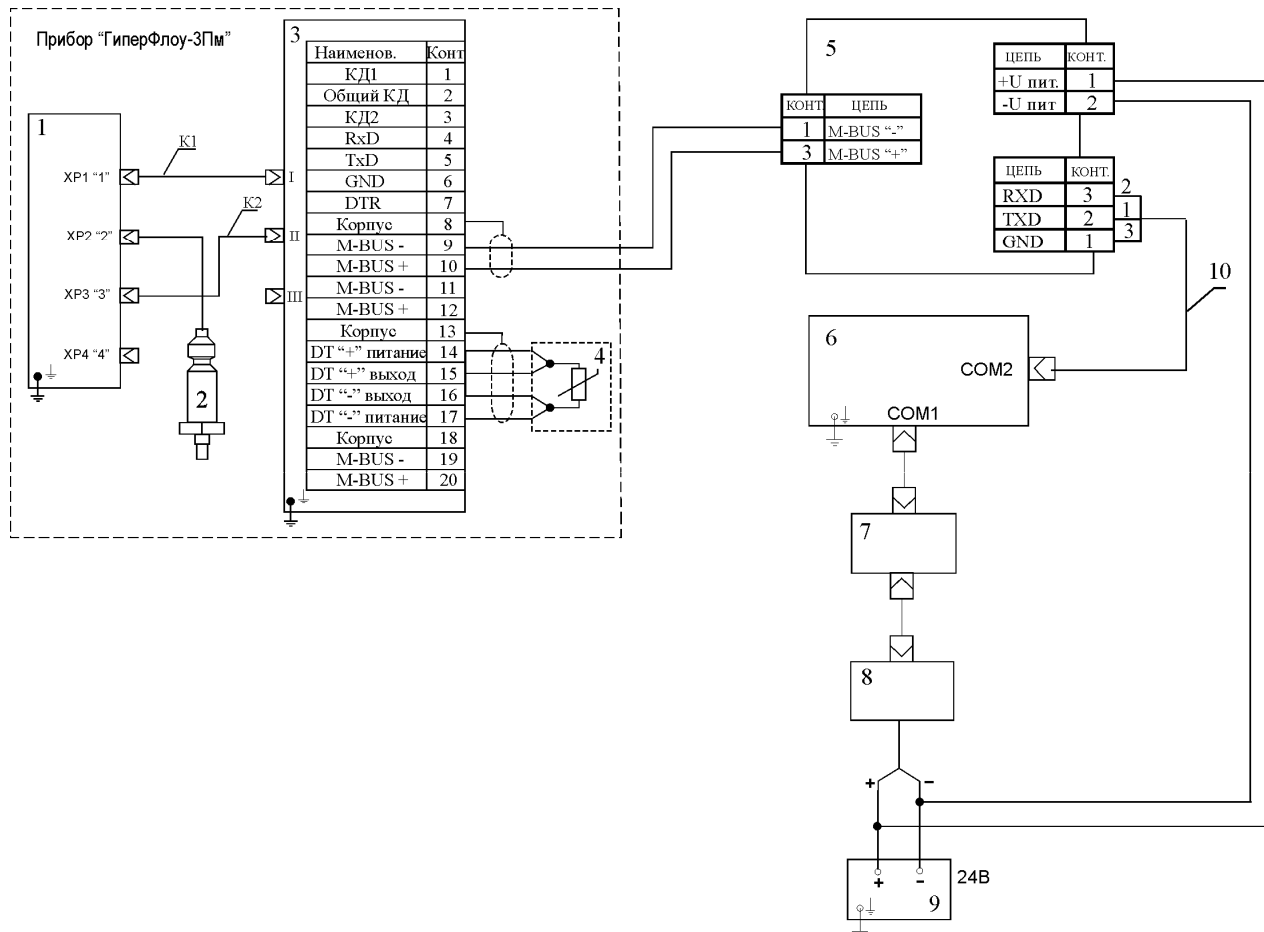 Прибор “ГиперФлоу-3Пм”
1
XP1 “1”
XP2 “2”
XP3 “3”
XP4 “4”
К1
К2
2
3
I
II
III
Наименов. Конт
КД1 1
Общий КД 2
КД2 3
RxD 4
TxD 5
GND 6
DTR 7
Корпус 8
M-BUS - 9
M-BUS + 10
M-BUS - 11
M-BUS + 12
Корпус 13
DT “+” питание 14
DT “+” выход 15
DT “-” выход 16
DT “-” питание 17
Корпус 18
M-BUS - 19
M-BUS + 20
4
5
КОНТ ЦЕПЬ
1 M-BUS “-”
3 M-BUS “+”
ЦЕПЬ КОНТ.
+U пит. 1
-U пит 2
ЦЕПЬ КОНТ.
RXD 3 2
TXD 2 1
GND 1 3
10
6
COM2
COM1
7
8
+ −
+ -
24В
9